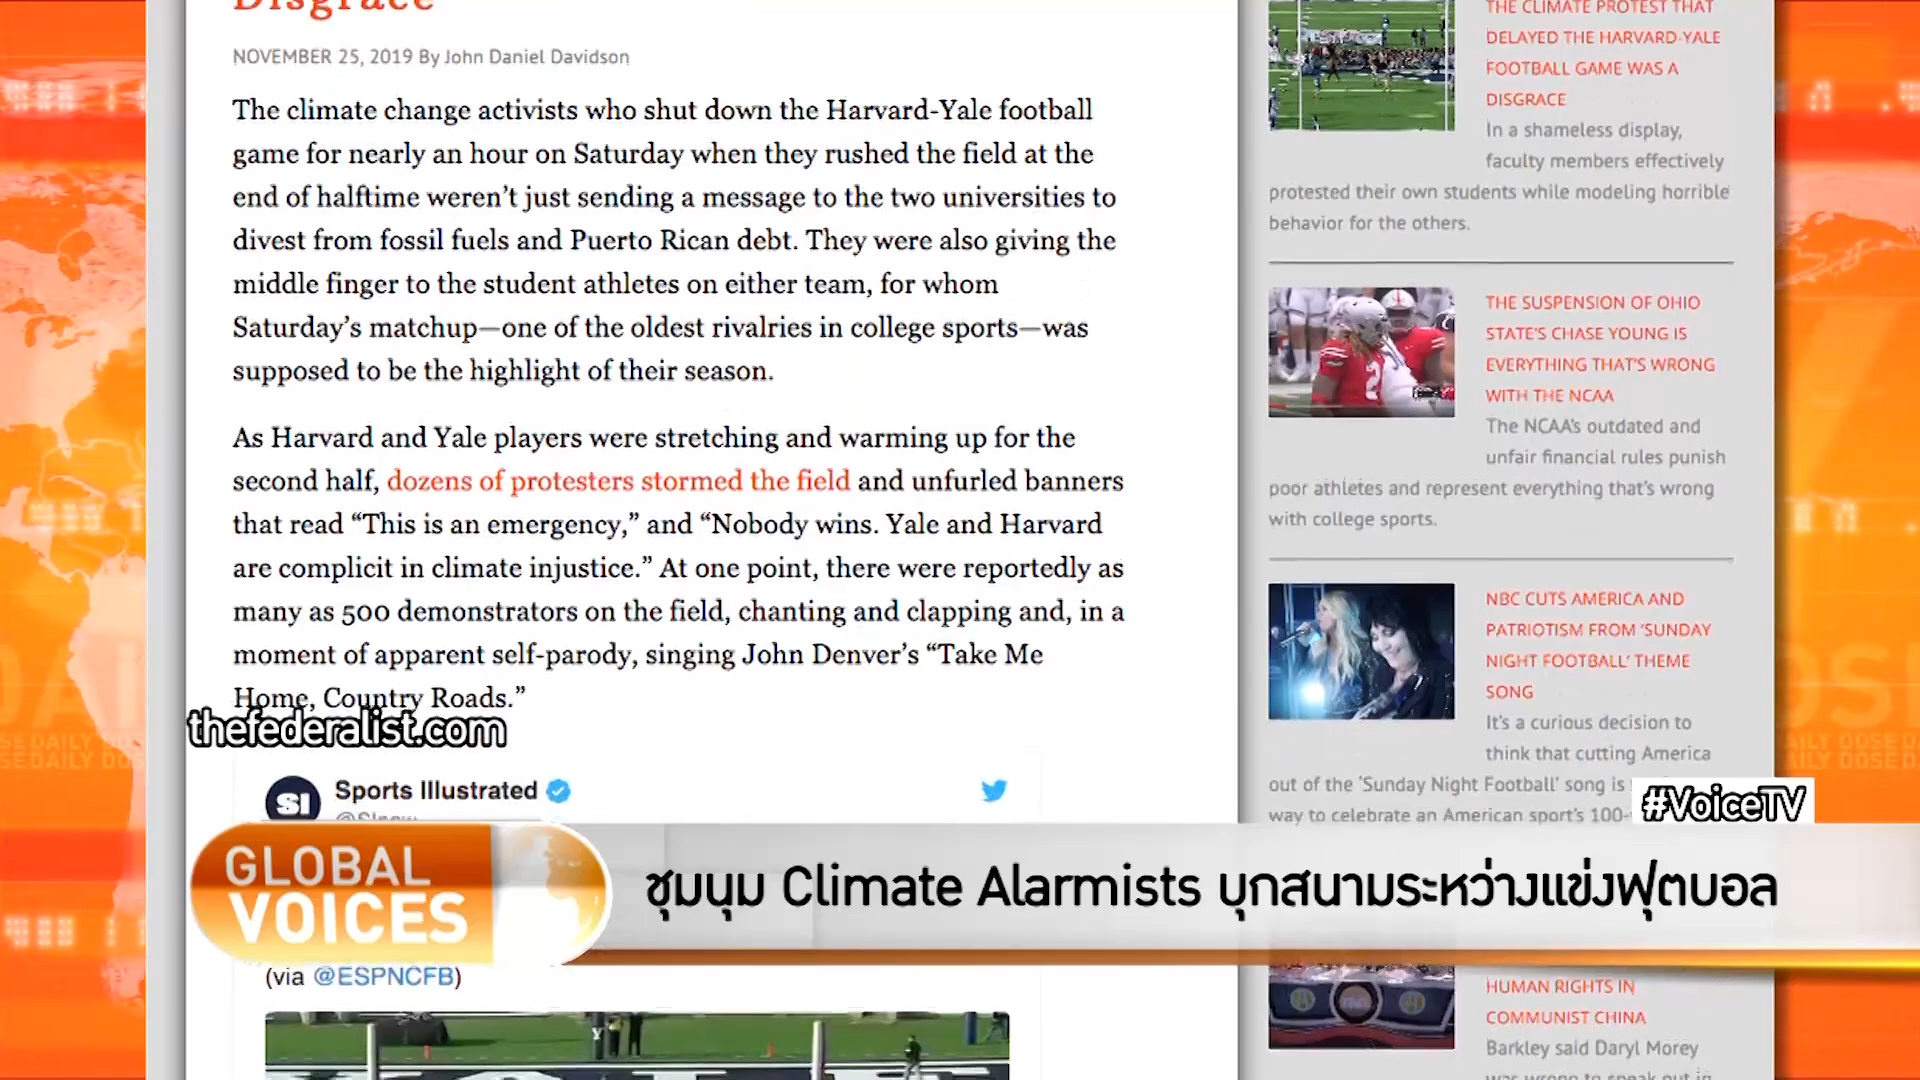 Disgrace
NOVEMBER 25, 2019 By John Daniel Davidson
The climate change activists who shut down the Harvard-Yale football
game for nearly an hour on Saturday when they rushed the field at the
end of halftime weren’t just sending a message to the two universities to
divest from fossil fuels and Puerto Rican debt. They were also giving the
middle finger to the student athletes on either team, for whom
Saturday’s matchup—one of the oldest rivalries in college sports—was
supposed to be the highlight of their season.
As Harvard and Yale players were stretching and warming up for the
second half, dozens of protesters stormed the field and unfurled banners
that read “This is an emergency,” and “Nobody wins. Yale and Harvard
are complicit in climate injustice.” At one point, there were reportedly as
many as 500 demonstrators on the field, chanting and clapping and, in a
moment of apparent self-parody, singing John Denver’s “Take Me
Home, Country Roads.”
thefederalist.com
SI
Sports Illustrated
(via @ESPNCFB)
THE CLIMATE PROTEST THAT
DELAYED THE HARVARD-YALE
FOOTBALL GAME WAS A
DISGRACE
In a shameless display,
faculty members effectively
protested their own students while modeling horrible
behavior for the others.
THE SUSPENSION OF OHIO
STATE’S CHASE YOUNG IS
EVERYTHING THAT’S WRONG
WITH THE NCAA
The NCAA’s outdated and
unfair financial rules punish
poor athletes and represent everything that’s wrong
with college sports.
NBC CUTS AMERICA AND
PATRIOTISM FROM ‘SUNDAY
NIGHT FOOTBALL’ THEME
SONG
It’s a curious decision to
think that cutting America
out of the ‘Sunday Night Football’ song is
way to celebrate an American sport’s 100-
#VoiceTV
GLOBAL
VOICES
ชุมนุม Climate Alarmists บุกสนามระหว่างแข่งฟุตบอล
HUMAN RIGHTS IN
COMMUNIST CHINA
Barkley said Daryl Morey
was wrong to speak out in